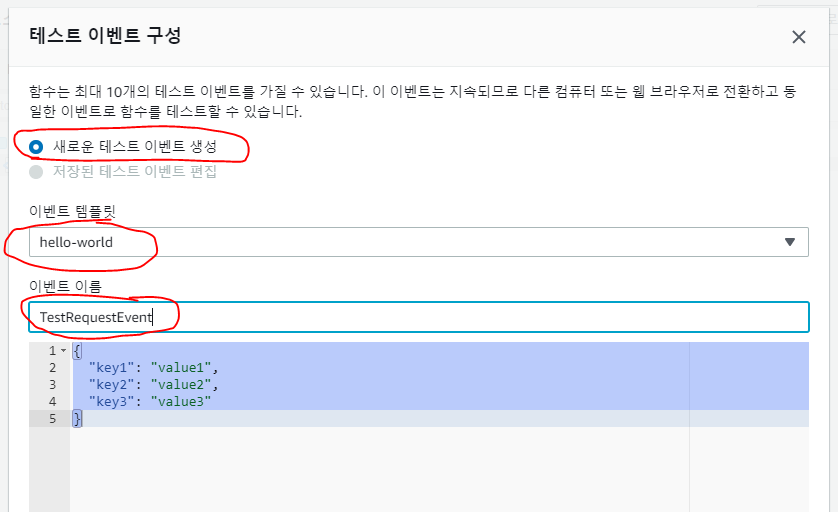 테스트 이벤트 구성
함수는 최대 10개의 테스트 이벤트를 가질 수 있습니다. 이 이벤트는 지속되므로 다른 컴퓨터 또는 웹 브라우저로 전환하고 동
일한 이벤트로 함수를 테스트할 수 있습니다.
새로운 테스트 이벤트 생성
저장된 테스트 이벤트 편집
이벤트 템플릿
hello-world
이벤트 이름
TestRequestEvent
1 {
2 "key1": "value1",
3 "key2": "value2",
4 "key3": "value3"
5 }